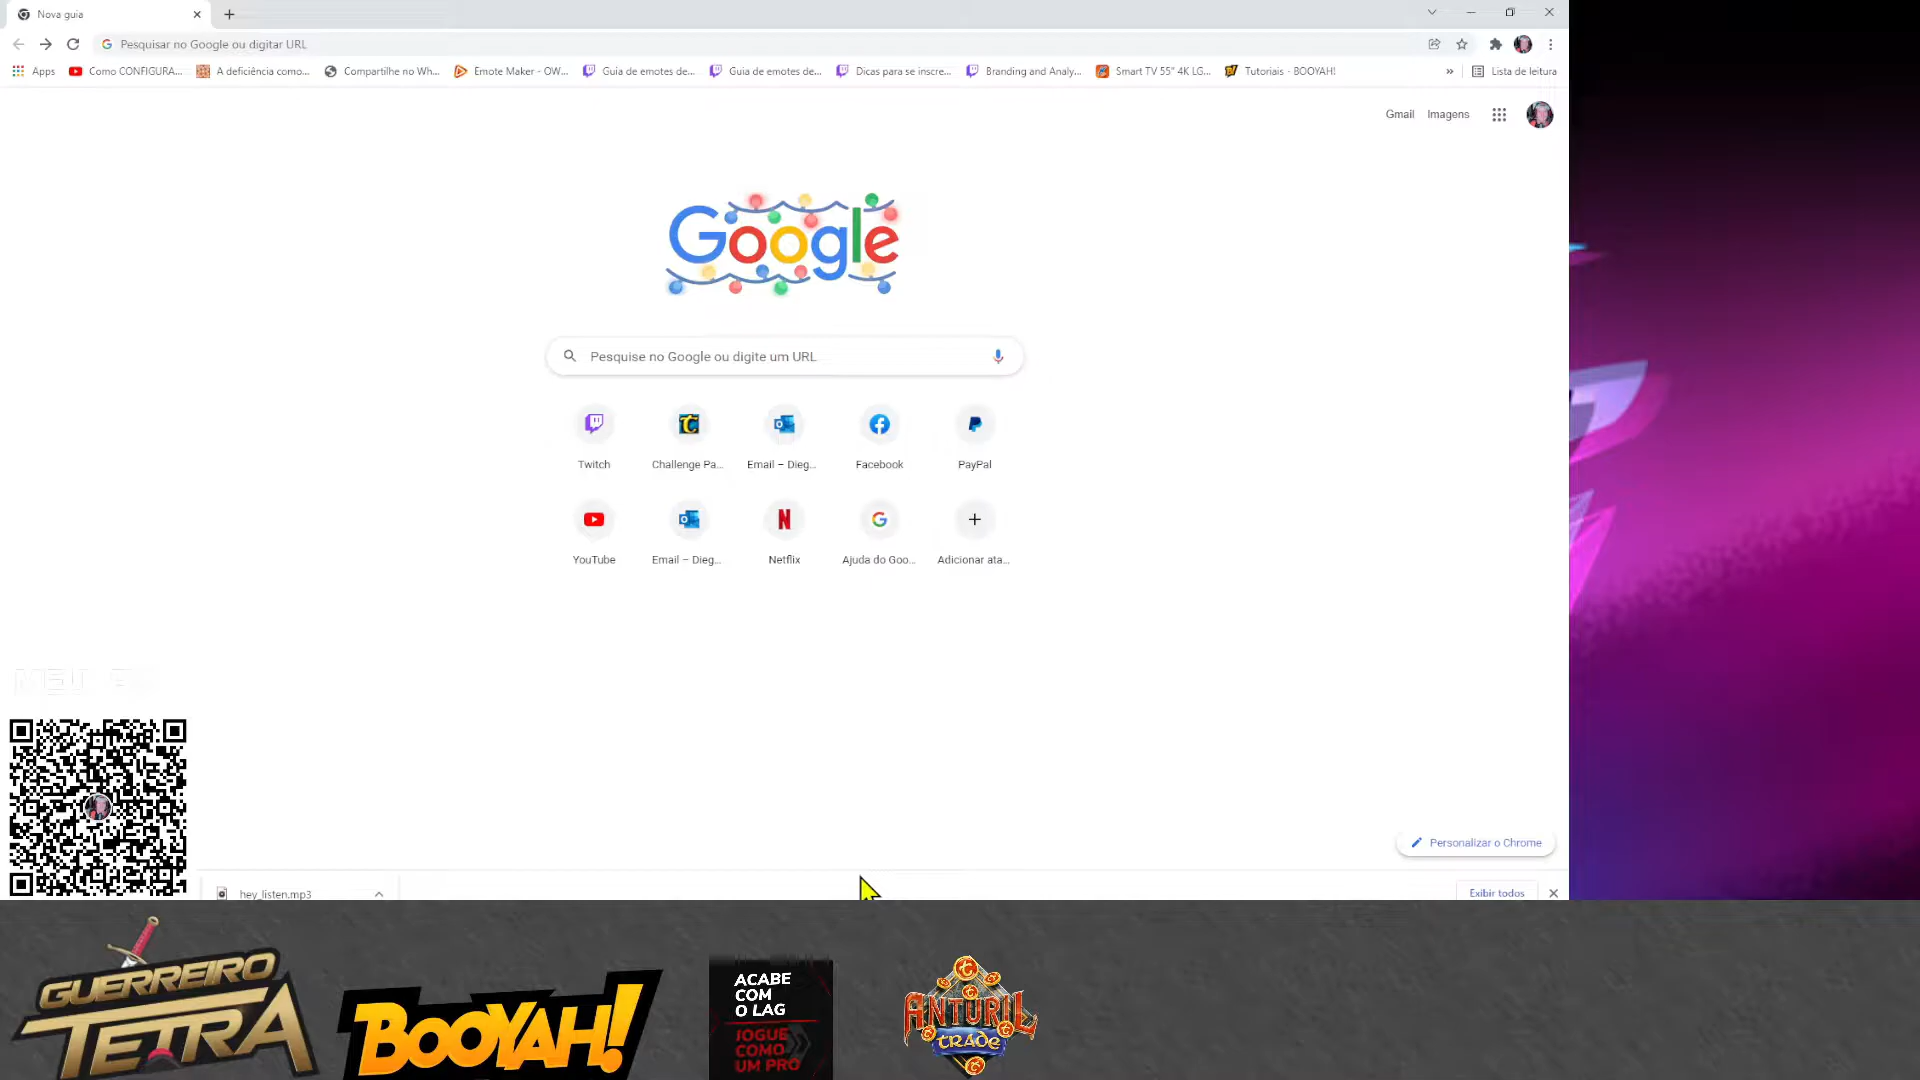 Nova guia
Pesquisar no Google ou digitar URL
Apps
Como CONFIGURA...
A deficiência como...
Compartilhe no Wh...
Emote Maker - OW...
Guia de emotes de...
Guia de emotes de...
Dicas para se inscre...
Branding and Analy...
Smart TV 55" 4K LG...
Tutoriais - BOOYAH!
»
Lista de leitura
Gmail
Imagens
Google
Pesquise no Google ou digite um URL
Twitch
Challenge Pa...
Email – Dieg...
Facebook
PayPal
YouTube
Email – Dieg...
Netflix
Ajuda do Goo...
Adicionar ata...
Personalizar o Chrome
hey_listen.mp3
Exibir todos
GUERREIRO
TETRA
BOOYAH!
ACABE
COM
O LAG
JOGUE
COMO
UM PRO
ANTURIL
TRADE